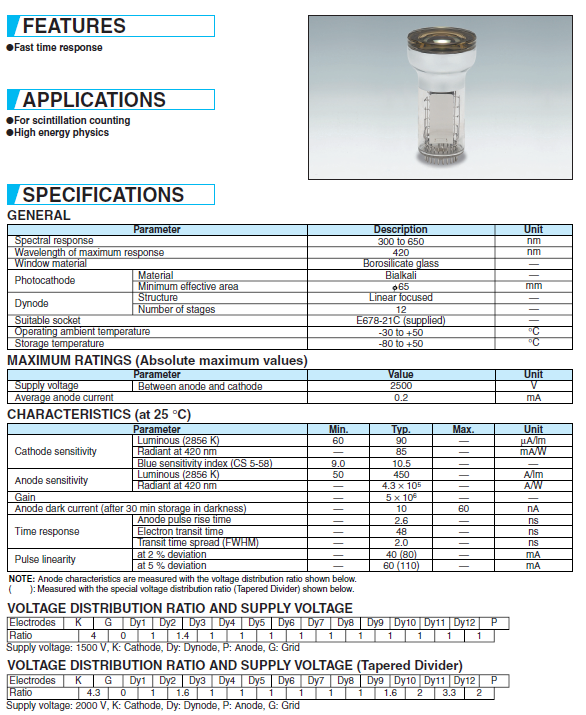 FEATURES
●Fast time response
APPLICATIONS
●For scintillation counting
●High energy physics
SPECIFICATIONS
GENERAL
Parameter Description Unit
Spectral response 300 to 650 nm
Wavelength of maximum response 420 nm
Window material Borosilicate glass —
Photocathode Material Bialkali —
Minimum effective area ϕ65 mm
Dynode Structure Linear focused —
Number of stages 12 —
Suitable socket E678-21C (supplied) —
Operating ambient temperature -30 to +50 °C
Storage temperature -80 to +50 °C
MAXIMUM RATINGS (Absolute maximum values)
Parameter Value Unit
Supply voltage Between anode and cathode 2500 V
Average anode current 0.2 mA
CHARACTERISTICS (at 25 °C)
Parameter Min. Typ. Max. Unit
Cathode sensitivity Luminous (2856 K) 60 90 — μA/lm
Radiant at 420 nm — 85 — mA/W
Blue sensitivity index (CS 5-58) 9.0 10.5 — —
Anode sensitivity Luminous (2856 K) 50 450 — A/lm
Radiant at 420 nm — 4.3 × 10⁵ — A/W
Gain — 5 × 10⁶ — —
Anode dark current (after 30 min storage in darkness) — 10 60 nA
Time response Anode pulse rise time — 2.6 — ns
Electron transit time — 48 — ns
Transit time spread (FWHM) — 2.0 — ns
Pulse linearity at 2 % deviation — 40 (80) — mA
at 5 % deviation — 60 (110) — mA
NOTE: Anode characteristics are measured with the voltage distribution ratio shown below.
( ): Measured with the special voltage distribution ratio (Tapered Divider) shown below.
VOLTAGE DISTRIBUTION RATIO AND SUPPLY VOLTAGE
Electrodes K G Dy1 Dy2 Dy3 Dy4 Dy5 Dy6 Dy7 Dy8 Dy9 Dy10 Dy11 Dy12 P
Ratio 4 0 1 1.4 1 1 1 1 1 1 1 1 1 1
Supply voltage: 1500 V, K: Cathode, Dy: Dynode, P: Anode, G: Grid
VOLTAGE DISTRIBUTION RATIO AND SUPPLY VOLTAGE (Tapered Divider)
Electrodes K G Dy1 Dy2 Dy3 Dy4 Dy5 Dy6 Dy7 Dy8 Dy9 Dy10 Dy11 Dy12 P
Ratio 4.3 0 1 1.6 1 1 1 1 1 1 1.6 2 3.3 2
Supply voltage: 2000 V, K: Cathode, Dy: Dynode, P: Anode, G: Grid